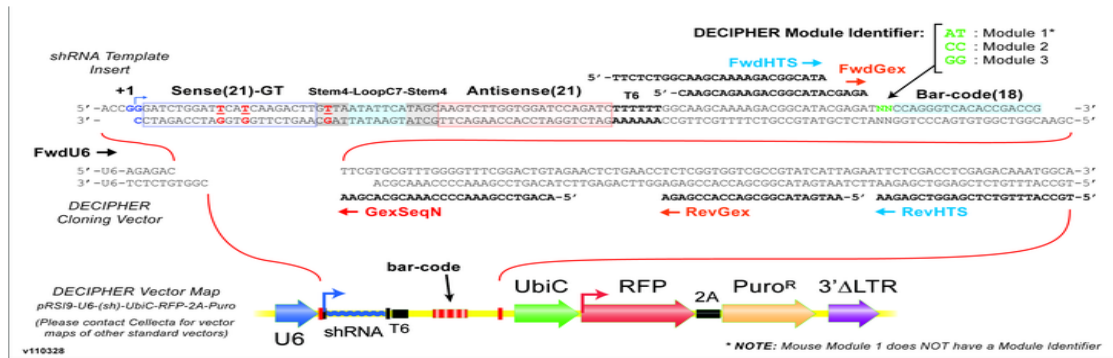 DECIPHER Module Identifier:
AT : Module 1*
CC : Module 2
GG : Module 3
shRNA Template
Insert
FwdHTS
5'-TTCTCTGGCAAGCAAAAGACGGCATA
FwdGex
5'-CAAGCAGAAGACGGCATACGAGA
+1
Sense(21)-GT
Stem4-LoopC7-Stem4
Antisense(21)
T6
Bar-code(18)
5'-ACCGGGATCTGGATTCATCAAGACTTGTTAATATTCATAGCAAGTCTTGGTGGATCCAGATCTTTTTTGGCAAGCAAAAGACGGCATACGAGATNNCCAGGGTCACACCGACCG -3'
3'- CCTAGACCTAGGTGGTTCTGAACGATTATAAGTATCGTTCAGAACCACCTAGGTCTAGAAAAAACCGTTCGTTTTCTGCCGTATGCTCTANNGGTCCCAGTGTGGCTGGCAAGC-5'
FwdU6
5'-U6-AGAGAC
TTCGTGCGTTTGGGGTTTCGGACTGTAGAACTCTGAACCTCTCGGTGGTCGCCGTATCATTAGAATTCTCGACCTCGAGACAAATGGCA-3'
3'-U6-TCTCTGTGGC
ACGCAAACCCCAAAGCCTGACATCTTGAGACTTGGAGAGCCACCAGCGGCATAGTAATCTTAAGAGCTGGAGCTCTGTTTACCGT-5'
DECIPHER
Cloning Vector
AAGCACGCAAACCCCAAAGCCTGACA-5'
AGAGCCACCAGCGGCATAGTAA-5'
AAGAGCTGGAGCTCTGTTTACCGT-5'
GexSeqN
RevGex
RevHTS
bar-code
DECIPHER Vector Map
pRSI9-U6-(sh)-UbiC-RFP-2A-Puro
(Please contact Cellecta for vector
maps of other standard vectors)
U6
shRNA
T6
UbiC
RFP
2A
PuroR
3'ΔLTR
v110328
* NOTE: Mouse Module 1 does NOT have a Module Identifier